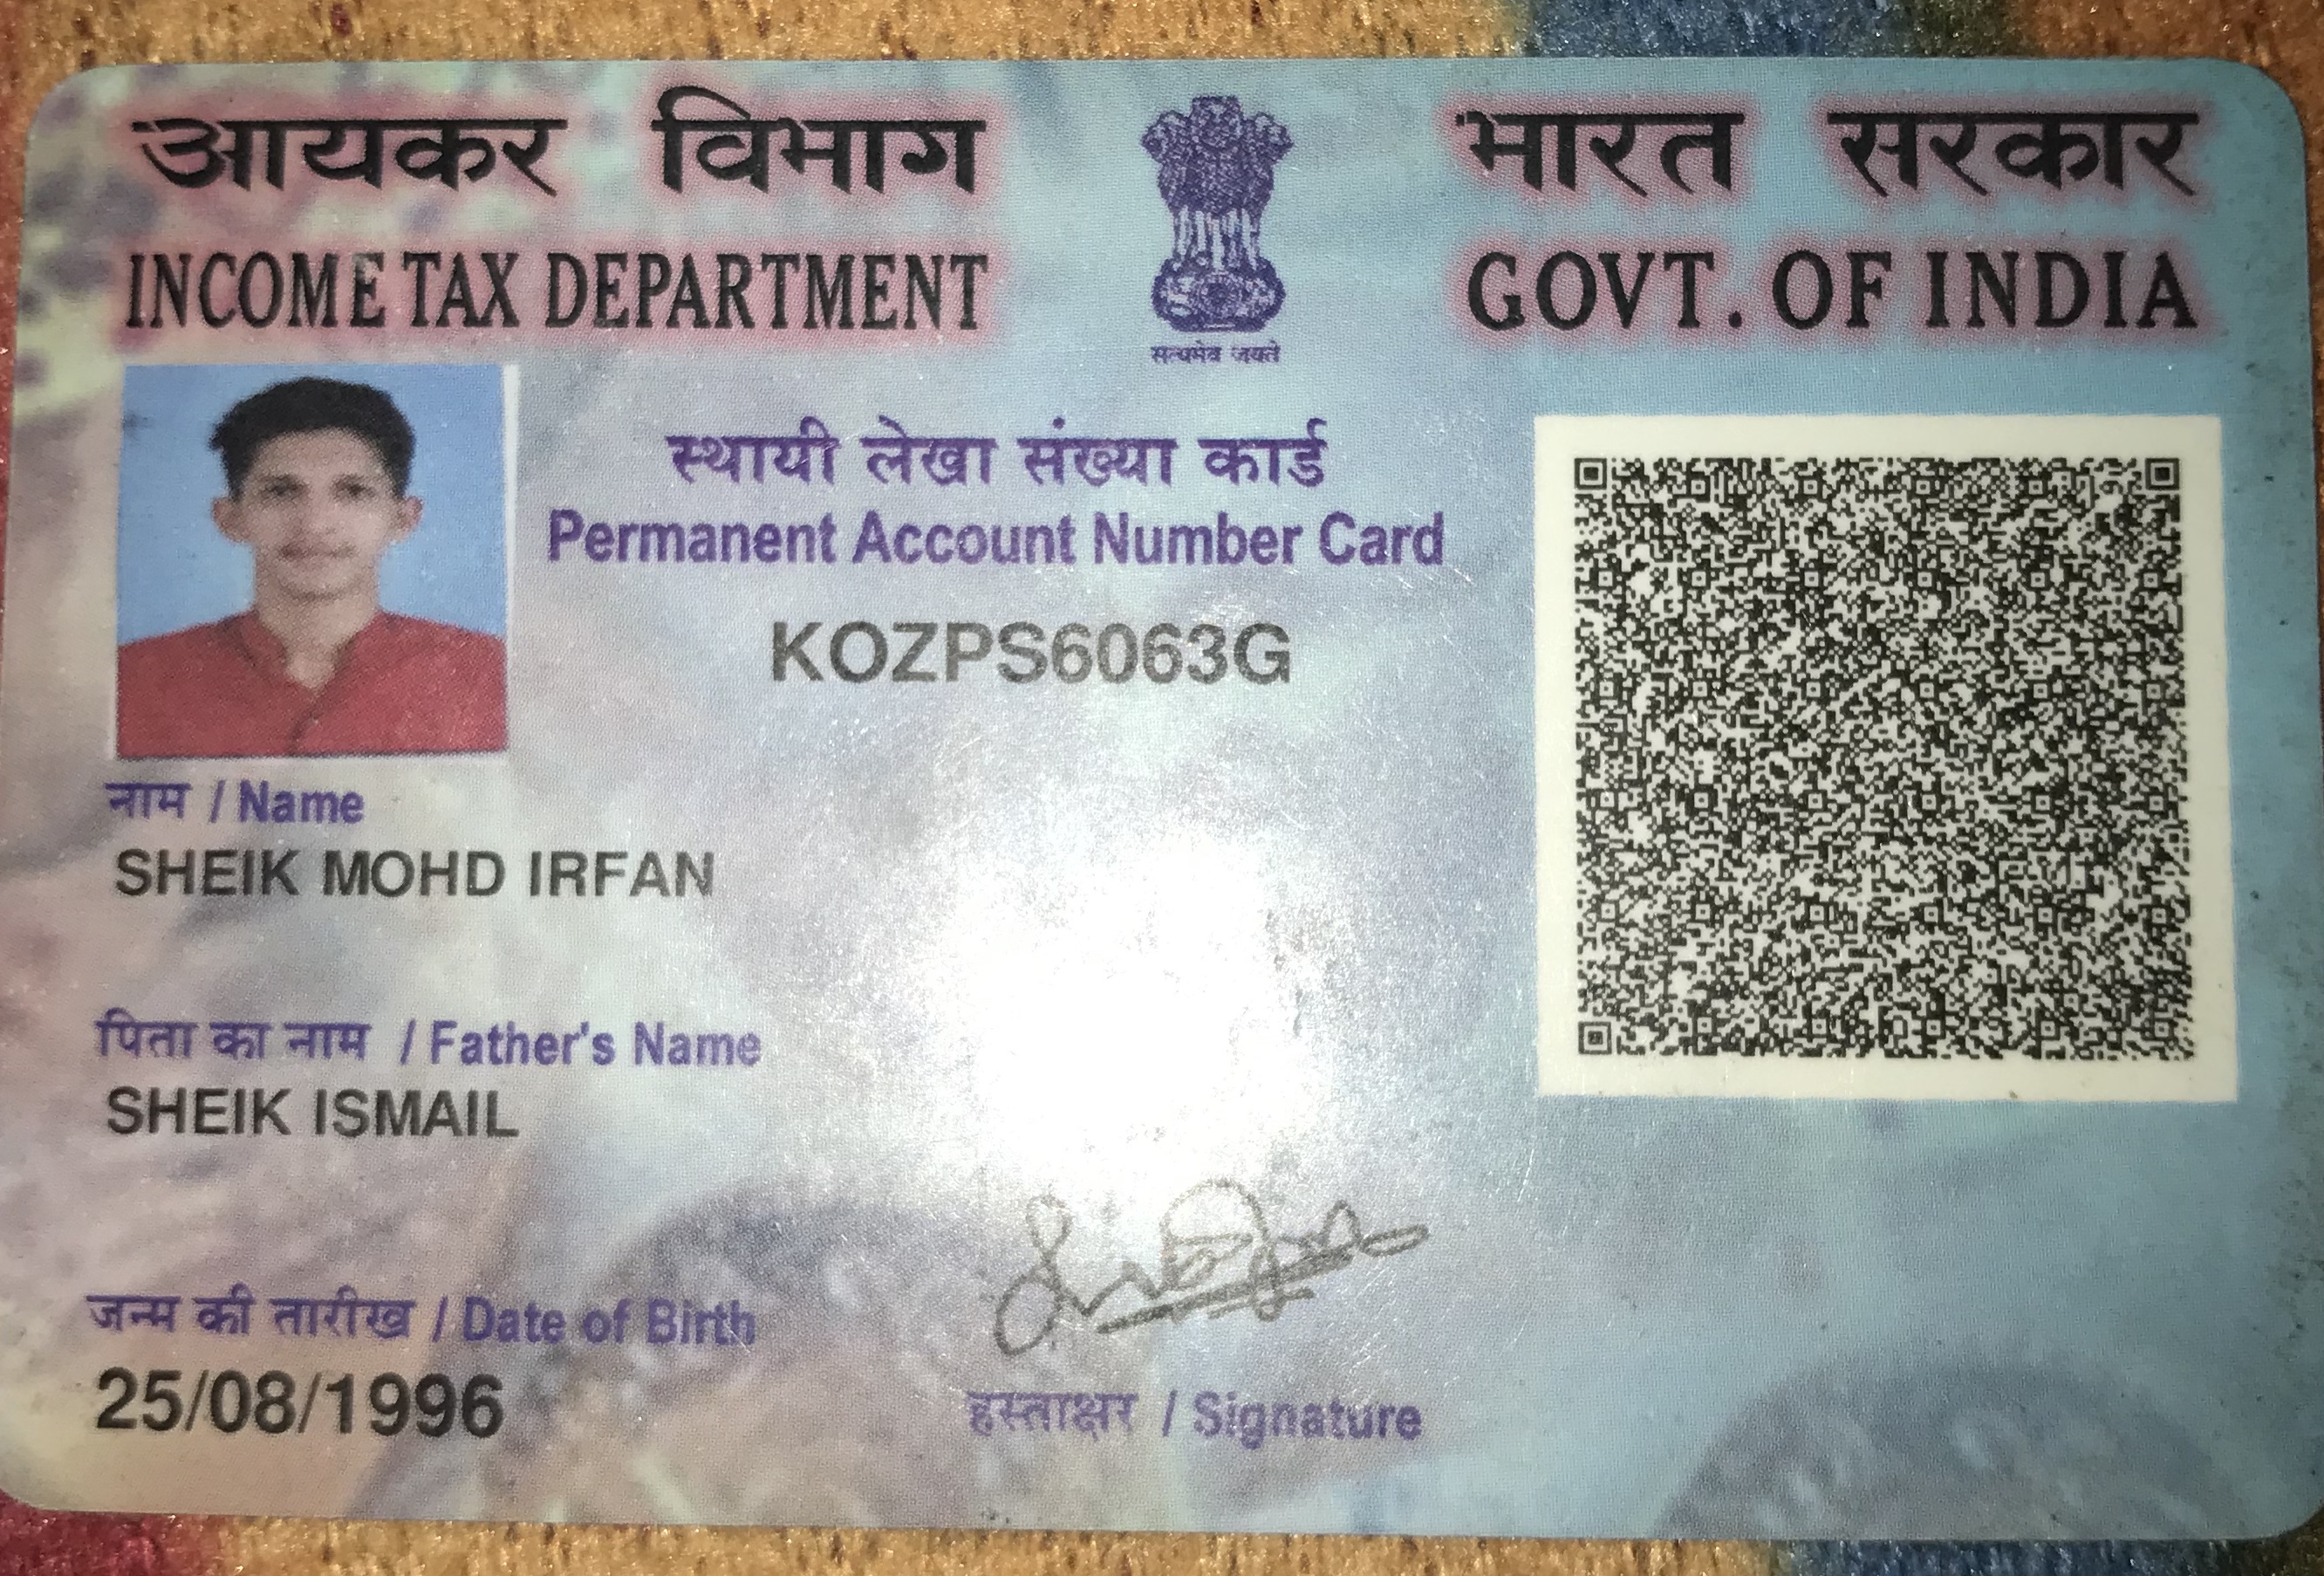 आयकर विभाग
INCOME TAX DEPARTMENT
सत्यमेव जयते
भारत सरकार
GOVT. OF INDIA
स्थायी लेखा संख्या कार्ड
Permanent Account Number Card
KOZPS6063G
नाम / Name
SHEIK MOHD IRFAN
पिता का नाम / Father's Name
SHEIK ISMAIL
जन्म की तारीख / Date of Birth
25/08/1996
हस्ताक्षर / Signature